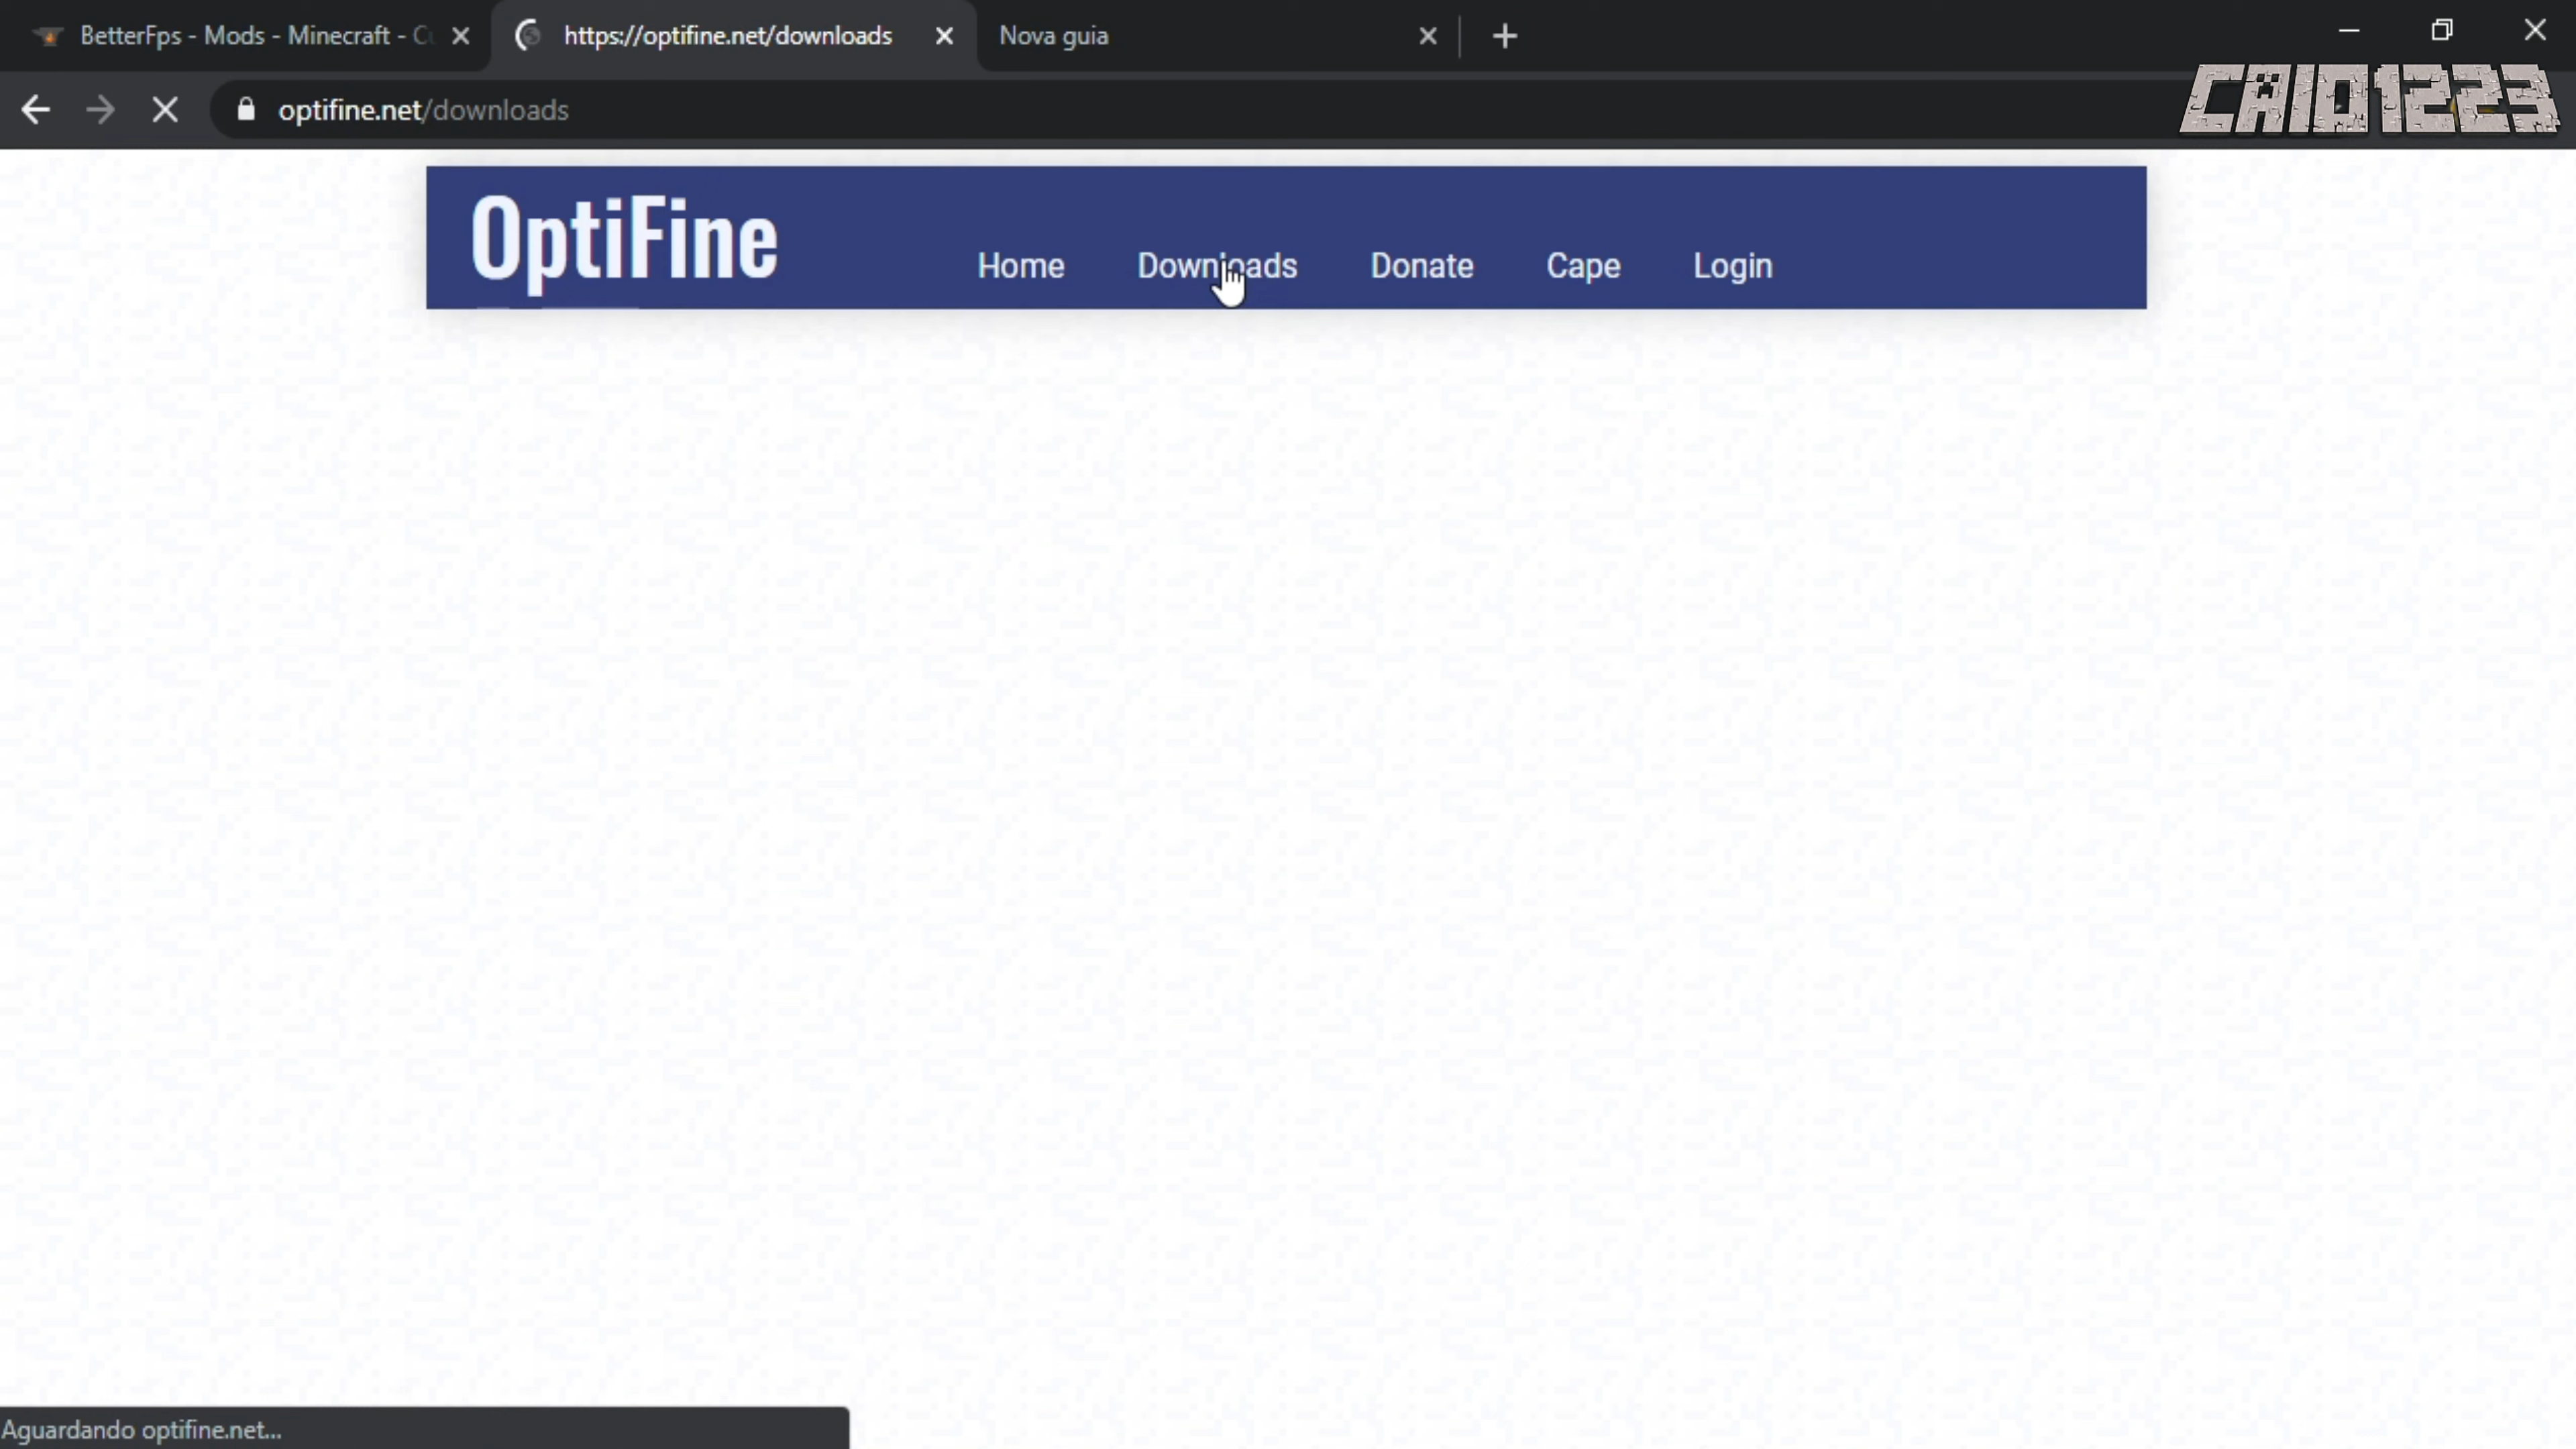 BetterFps - Mods - Minecraft - Cu
https://optifine.net/downloads
Nova guia
optifine.net/downloads
CAIO1223
OptiFine
Home
Downloads
Donate
Cape
Login
Aguardando optifine.net...